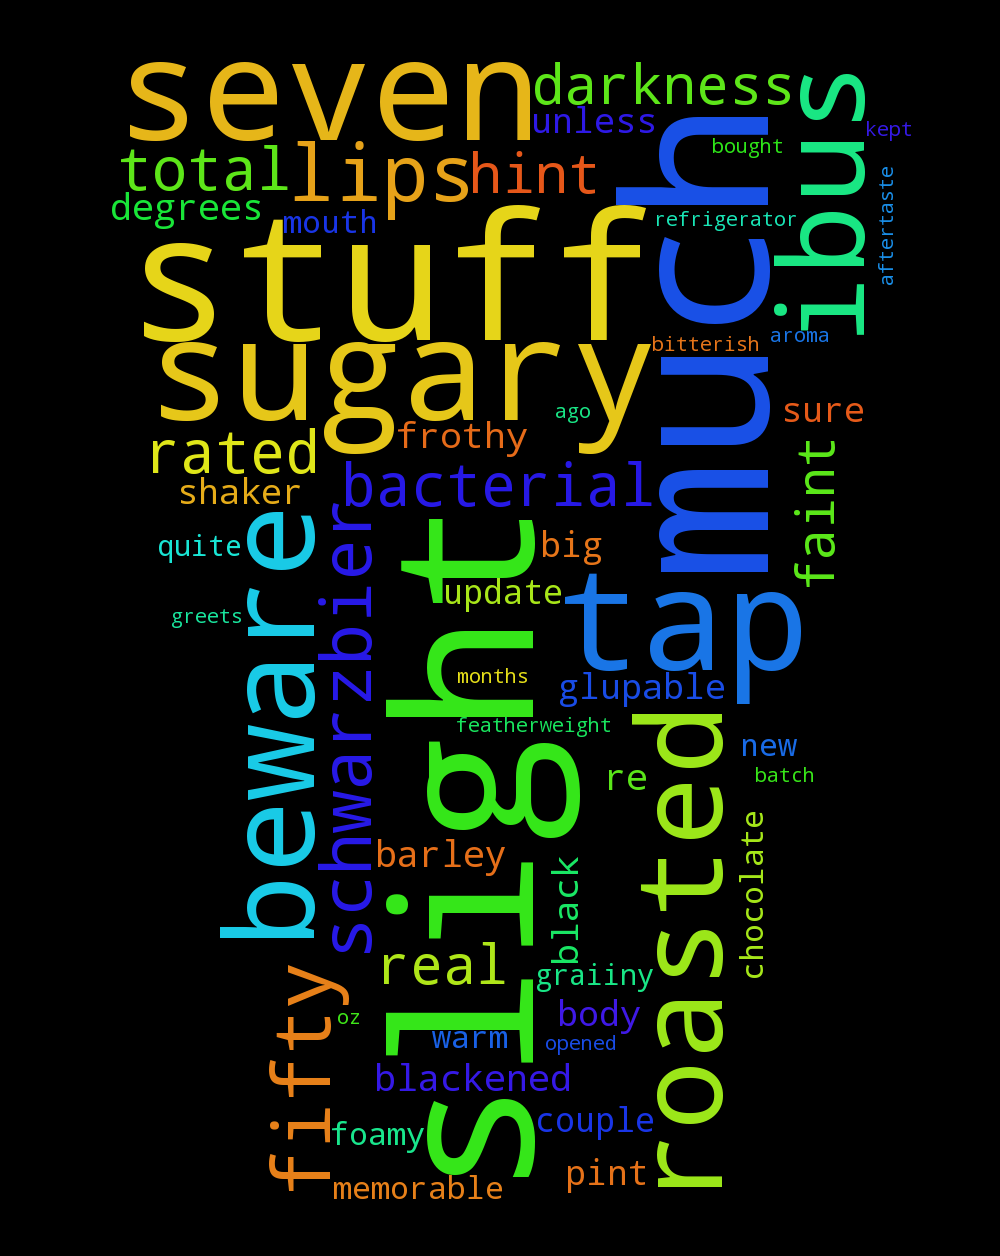 seven
darkness
unless
bought
kept
ibus
total
lips
hint
degrees
mouth
refrigerator
aftertaste
stuff
much
sugary
bitterish
aroma
ago
sure
rated
frothy
shaker
bacterial
faint
quite
beware
schwarzbier
slight
big
update
tap
greets
months
glupable
featherweight
roasted
new
re
batch
barley
black
chocolate
real
graiiny
fifty
oz
warm
body
opened
blackened
foamy
couple
memorable
pint